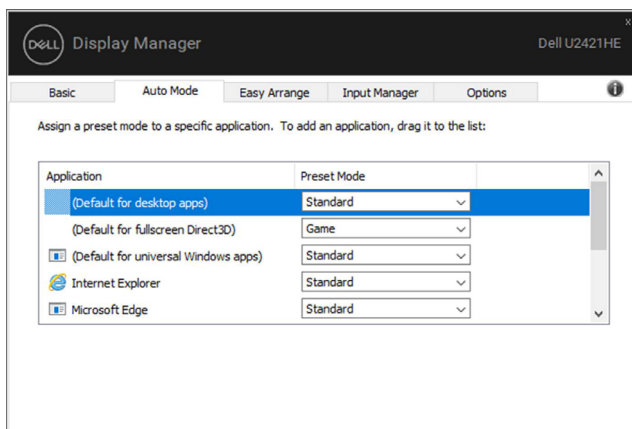 x
DELL Display Manager Dell U2421HE
Basic Auto Mode Easy Arrange Input Manager Options
Assign a preset mode to a specific application. To add an application, drag it to the list:
Application Preset Mode
(Default for desktop apps) Standard
(Default for fullscreen Direct3D) Game
(Default for universal Windows apps) Standard
Internet Explorer Standard
Microsoft Edge Standard